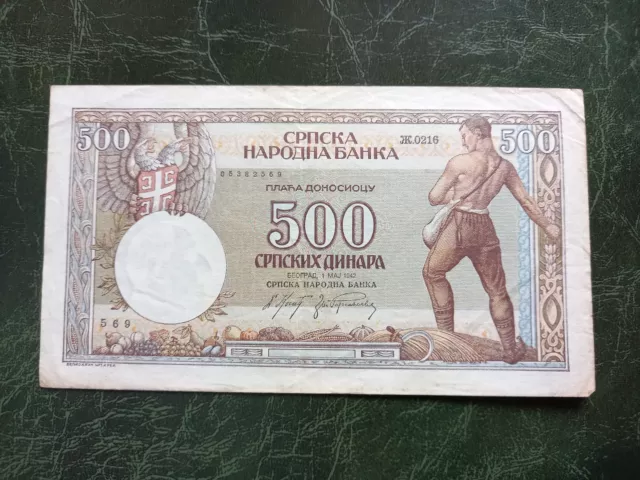 500
500
СРПСКА
НАРОДНА БАНКА
Ж.0216
ПЛАЋА ДОНОСИОЦУ
500
СРПСКИХ ДИНАРА
БЕОГРАД, 1 МАЈ 1942
СРПСКА НАРОДНА БАНКА
569